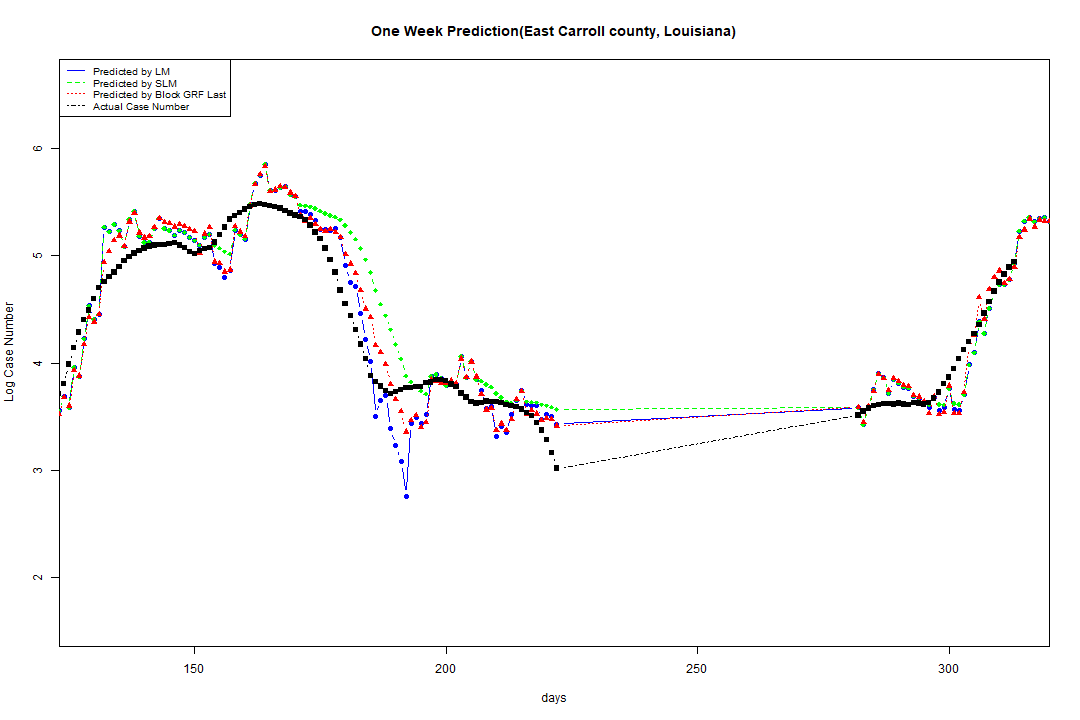 One Week Prediction(East Carroll county, Louisiana)
Predicted by LM
Predicted by SLM
Predicted by Block GRF Last
Actual Case Number
6
5
4
3
2
Log Case Number
150
200
250
300
days